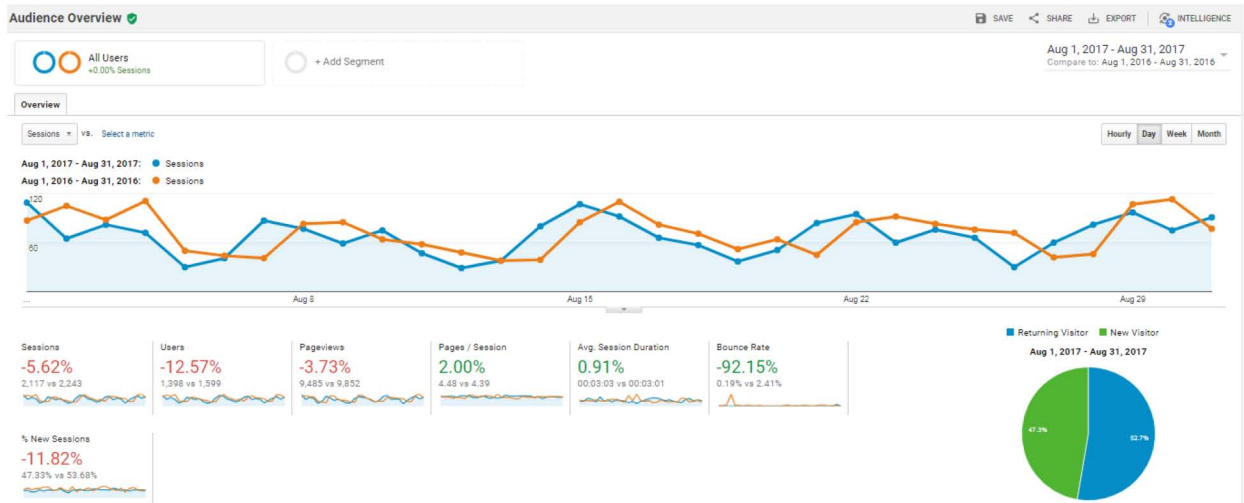 Audience Overview
SAVE SHARE EXPORT 2 INTELLIGENCE
All Users
+0.00% Sessions
+ Add Segment
Aug 1, 2017 - Aug 31, 2017
Compare to: Aug 1, 2016 - Aug 31, 2016
Overview
Sessions vs. Select a metric
Hourly Day Week Month
Aug 1, 2017 - Aug 31, 2017: Sessions
Aug 1, 2016 - Aug 31, 2016: Sessions
120
60
... Aug 8 Aug 15 Aug 22 Aug 29
Sessions
-5.62%
2,117 vs 2,243
Users
-12.57%
1,398 vs 1,599
Pageviews
-3.73%
9,485 vs 9,852
Pages / Session
2.00%
4.48 vs 4.39
Avg. Session Duration
0.91%
00:03:03 vs 00:03:01
Bounce Rate
-92.15%
0.19% vs 2.41%
% New Sessions
-11.82%
47.33% vs 53.68%
Returning Visitor New Visitor
Aug 1, 2017 - Aug 31, 2017
47.3%
52.7%